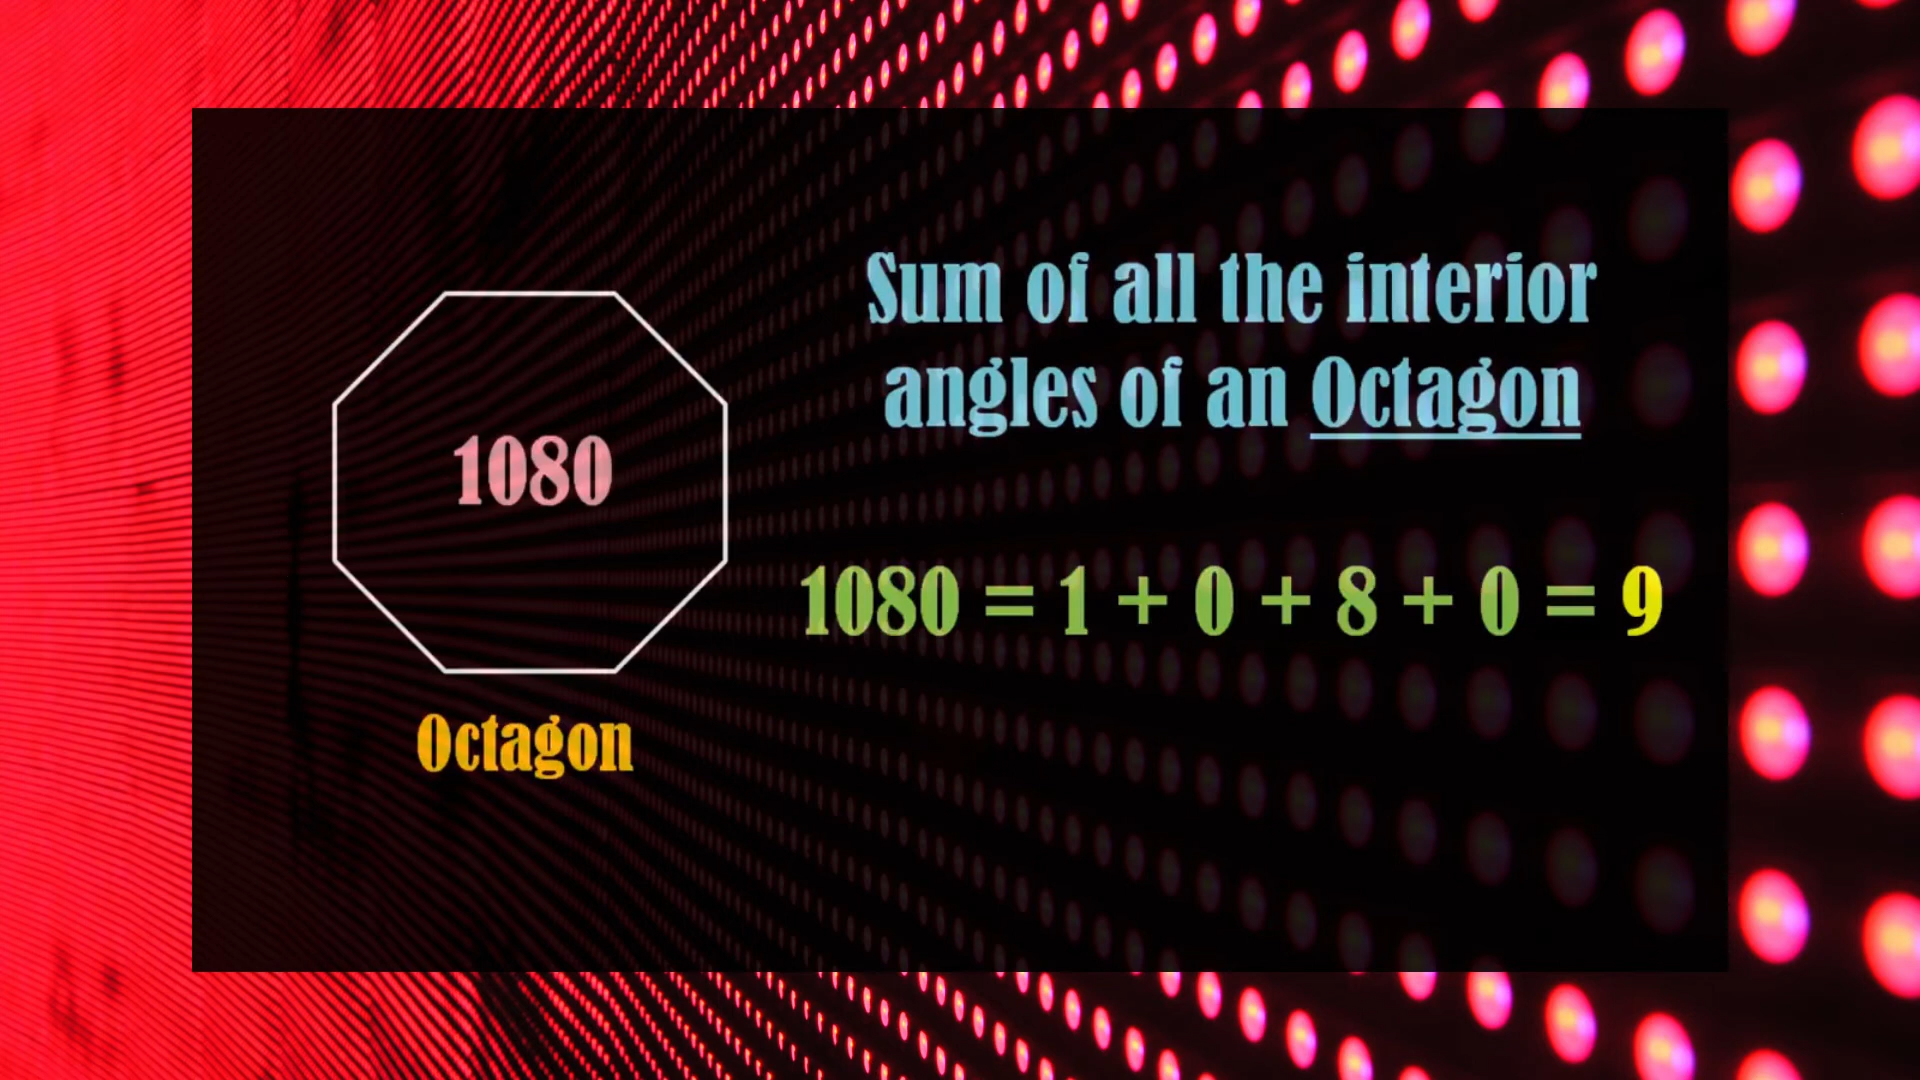 Sum of all the interior
angles of an Octagon
1080
1080 = 1 + 0 + 8 + 0 = 9
Octagon